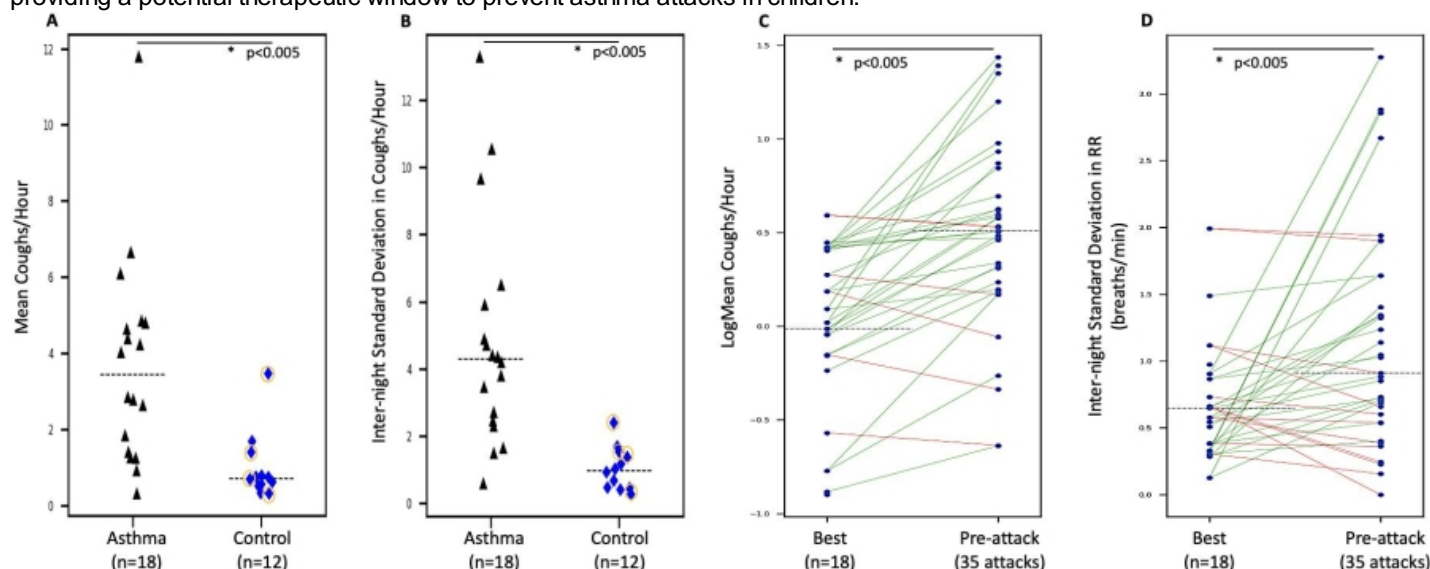 providing a potential therapeutic window to prevent asthma attacks in children.
A
B
C
D
* p<0.005
* p<0.005
* p<0.005
* p<0.005
Mean Coughs/Hour
12
10
8
6
4
2
0
Asthma
(n=18)
Control
(n=12)
Inter-night Standard Deviation in Coughs/Hour
12
10
8
6
4
2
0
Asthma
(n=18)
Control
(n=12)
LogMean Coughs/Hour
1.5
1.0
0.5
0.0
−0.5
−1.0
Best
(n=18)
Pre-attack
(35 attacks)
Inter-night Standard Deviation in RR
(breaths/min)
3.0
2.5
2.0
1.5
1.0
0.5
0.0
Best
(n=18)
Pre-attack
(35 attacks)